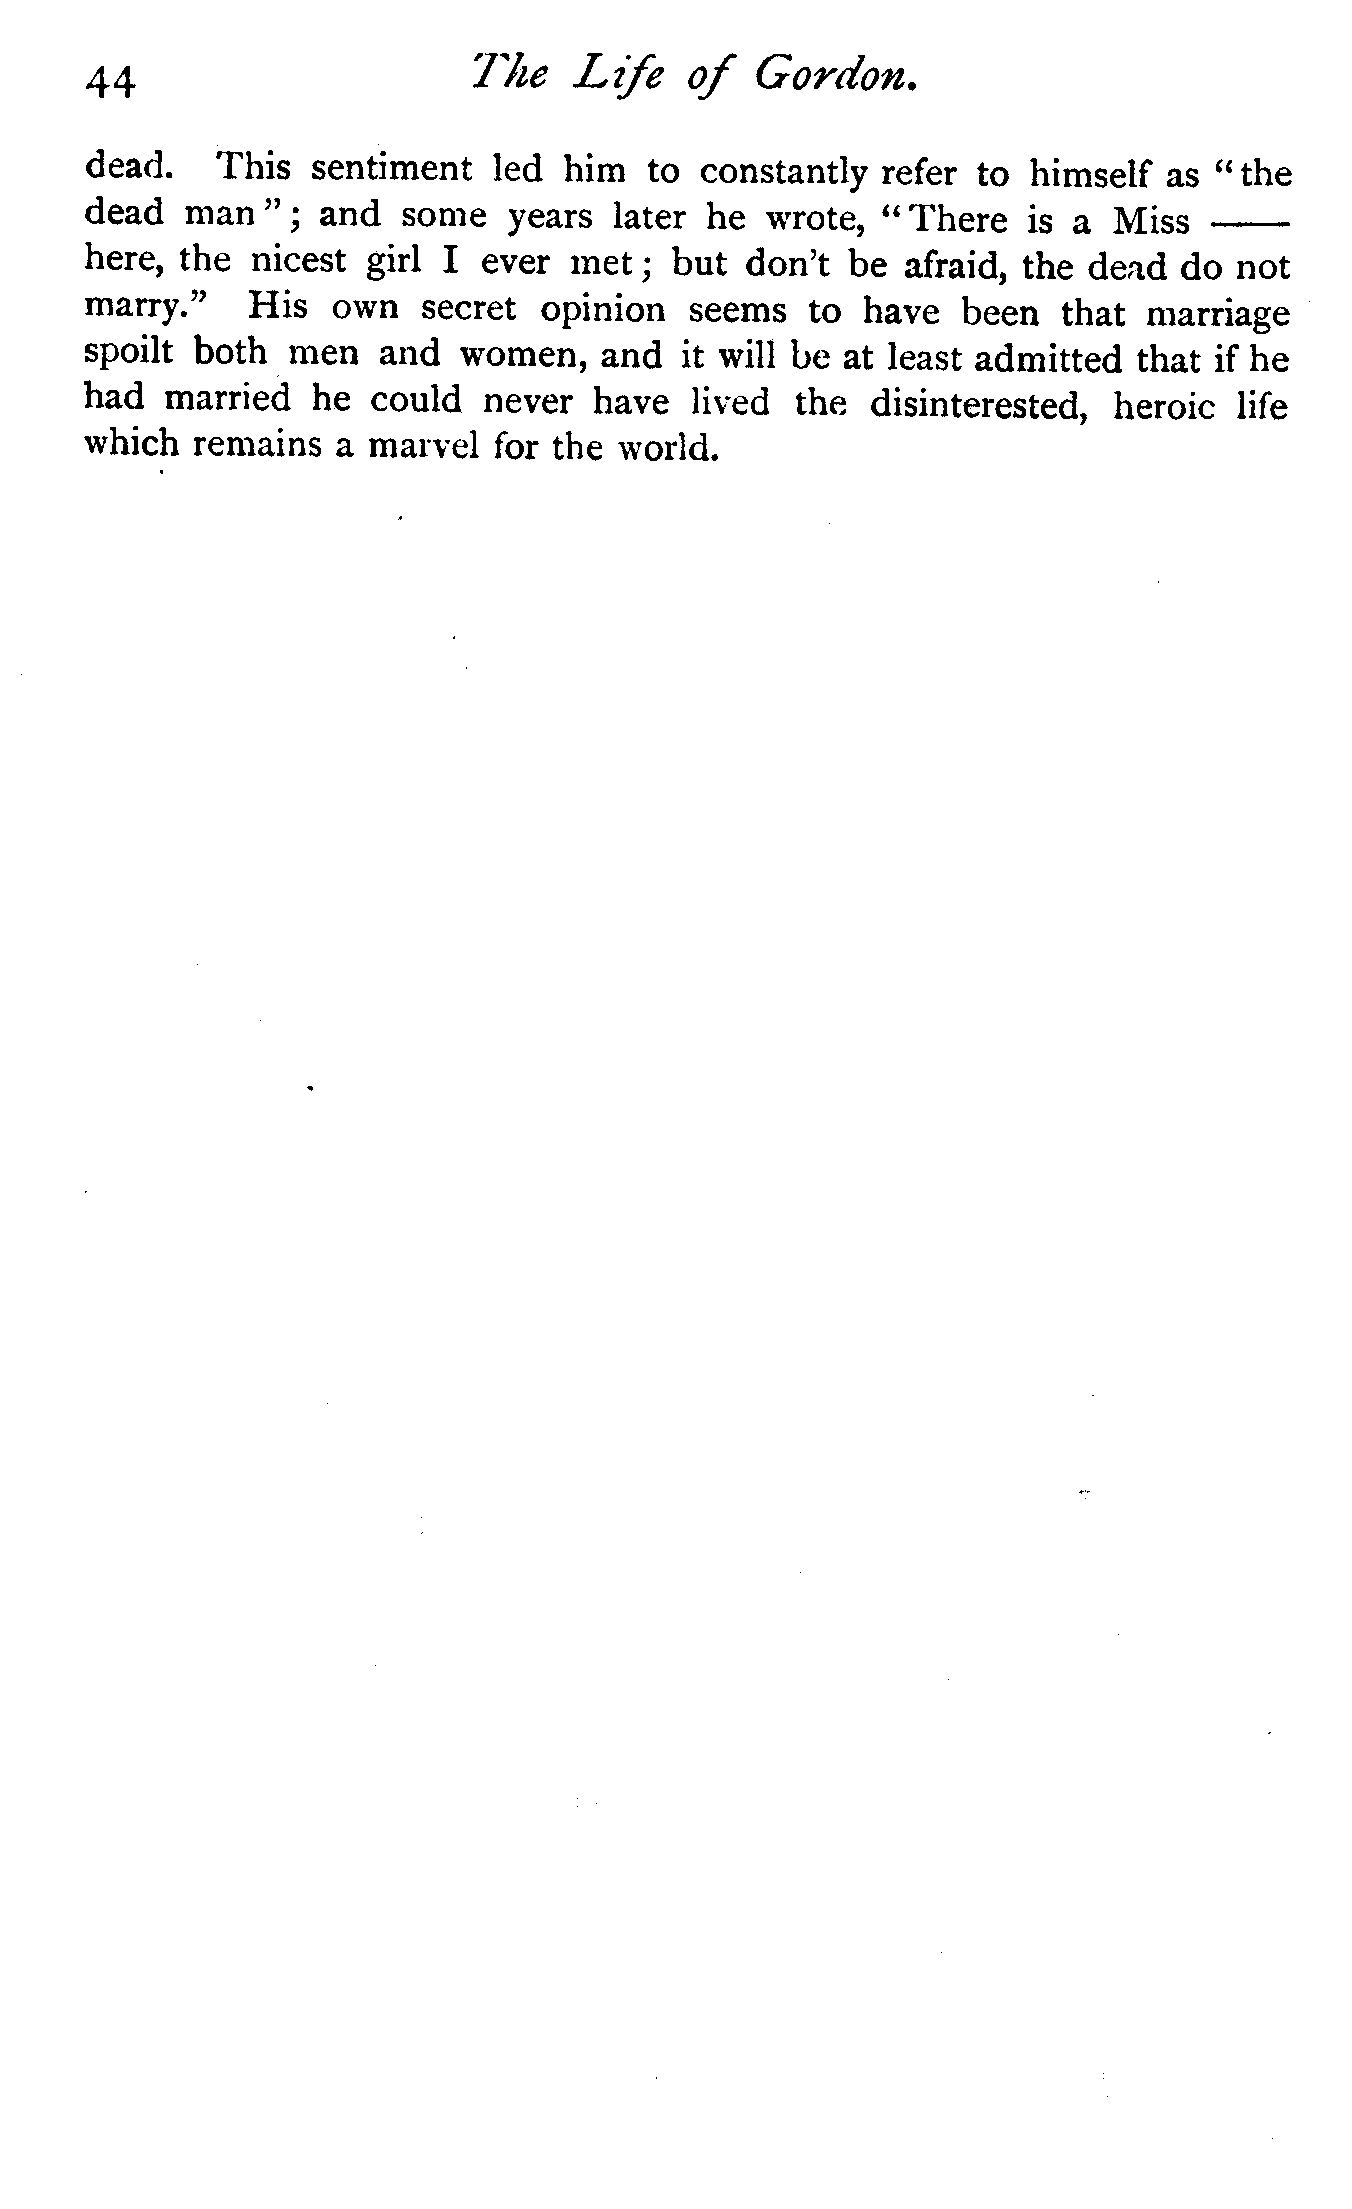 44 The Life of Gordon.
dead. This sentiment led him to constantly refer to himself as "the
dead man"; and some years later he wrote, "There is a Miss ——
here, the nicest girl I ever met; but don't be afraid, the dead do not
marry." His own secret opinion seems to have been that marriage
spoilt both men and women, and it will be at least admitted that if he
had married he could never have lived the disinterested, heroic life
which remains a marvel for the world.